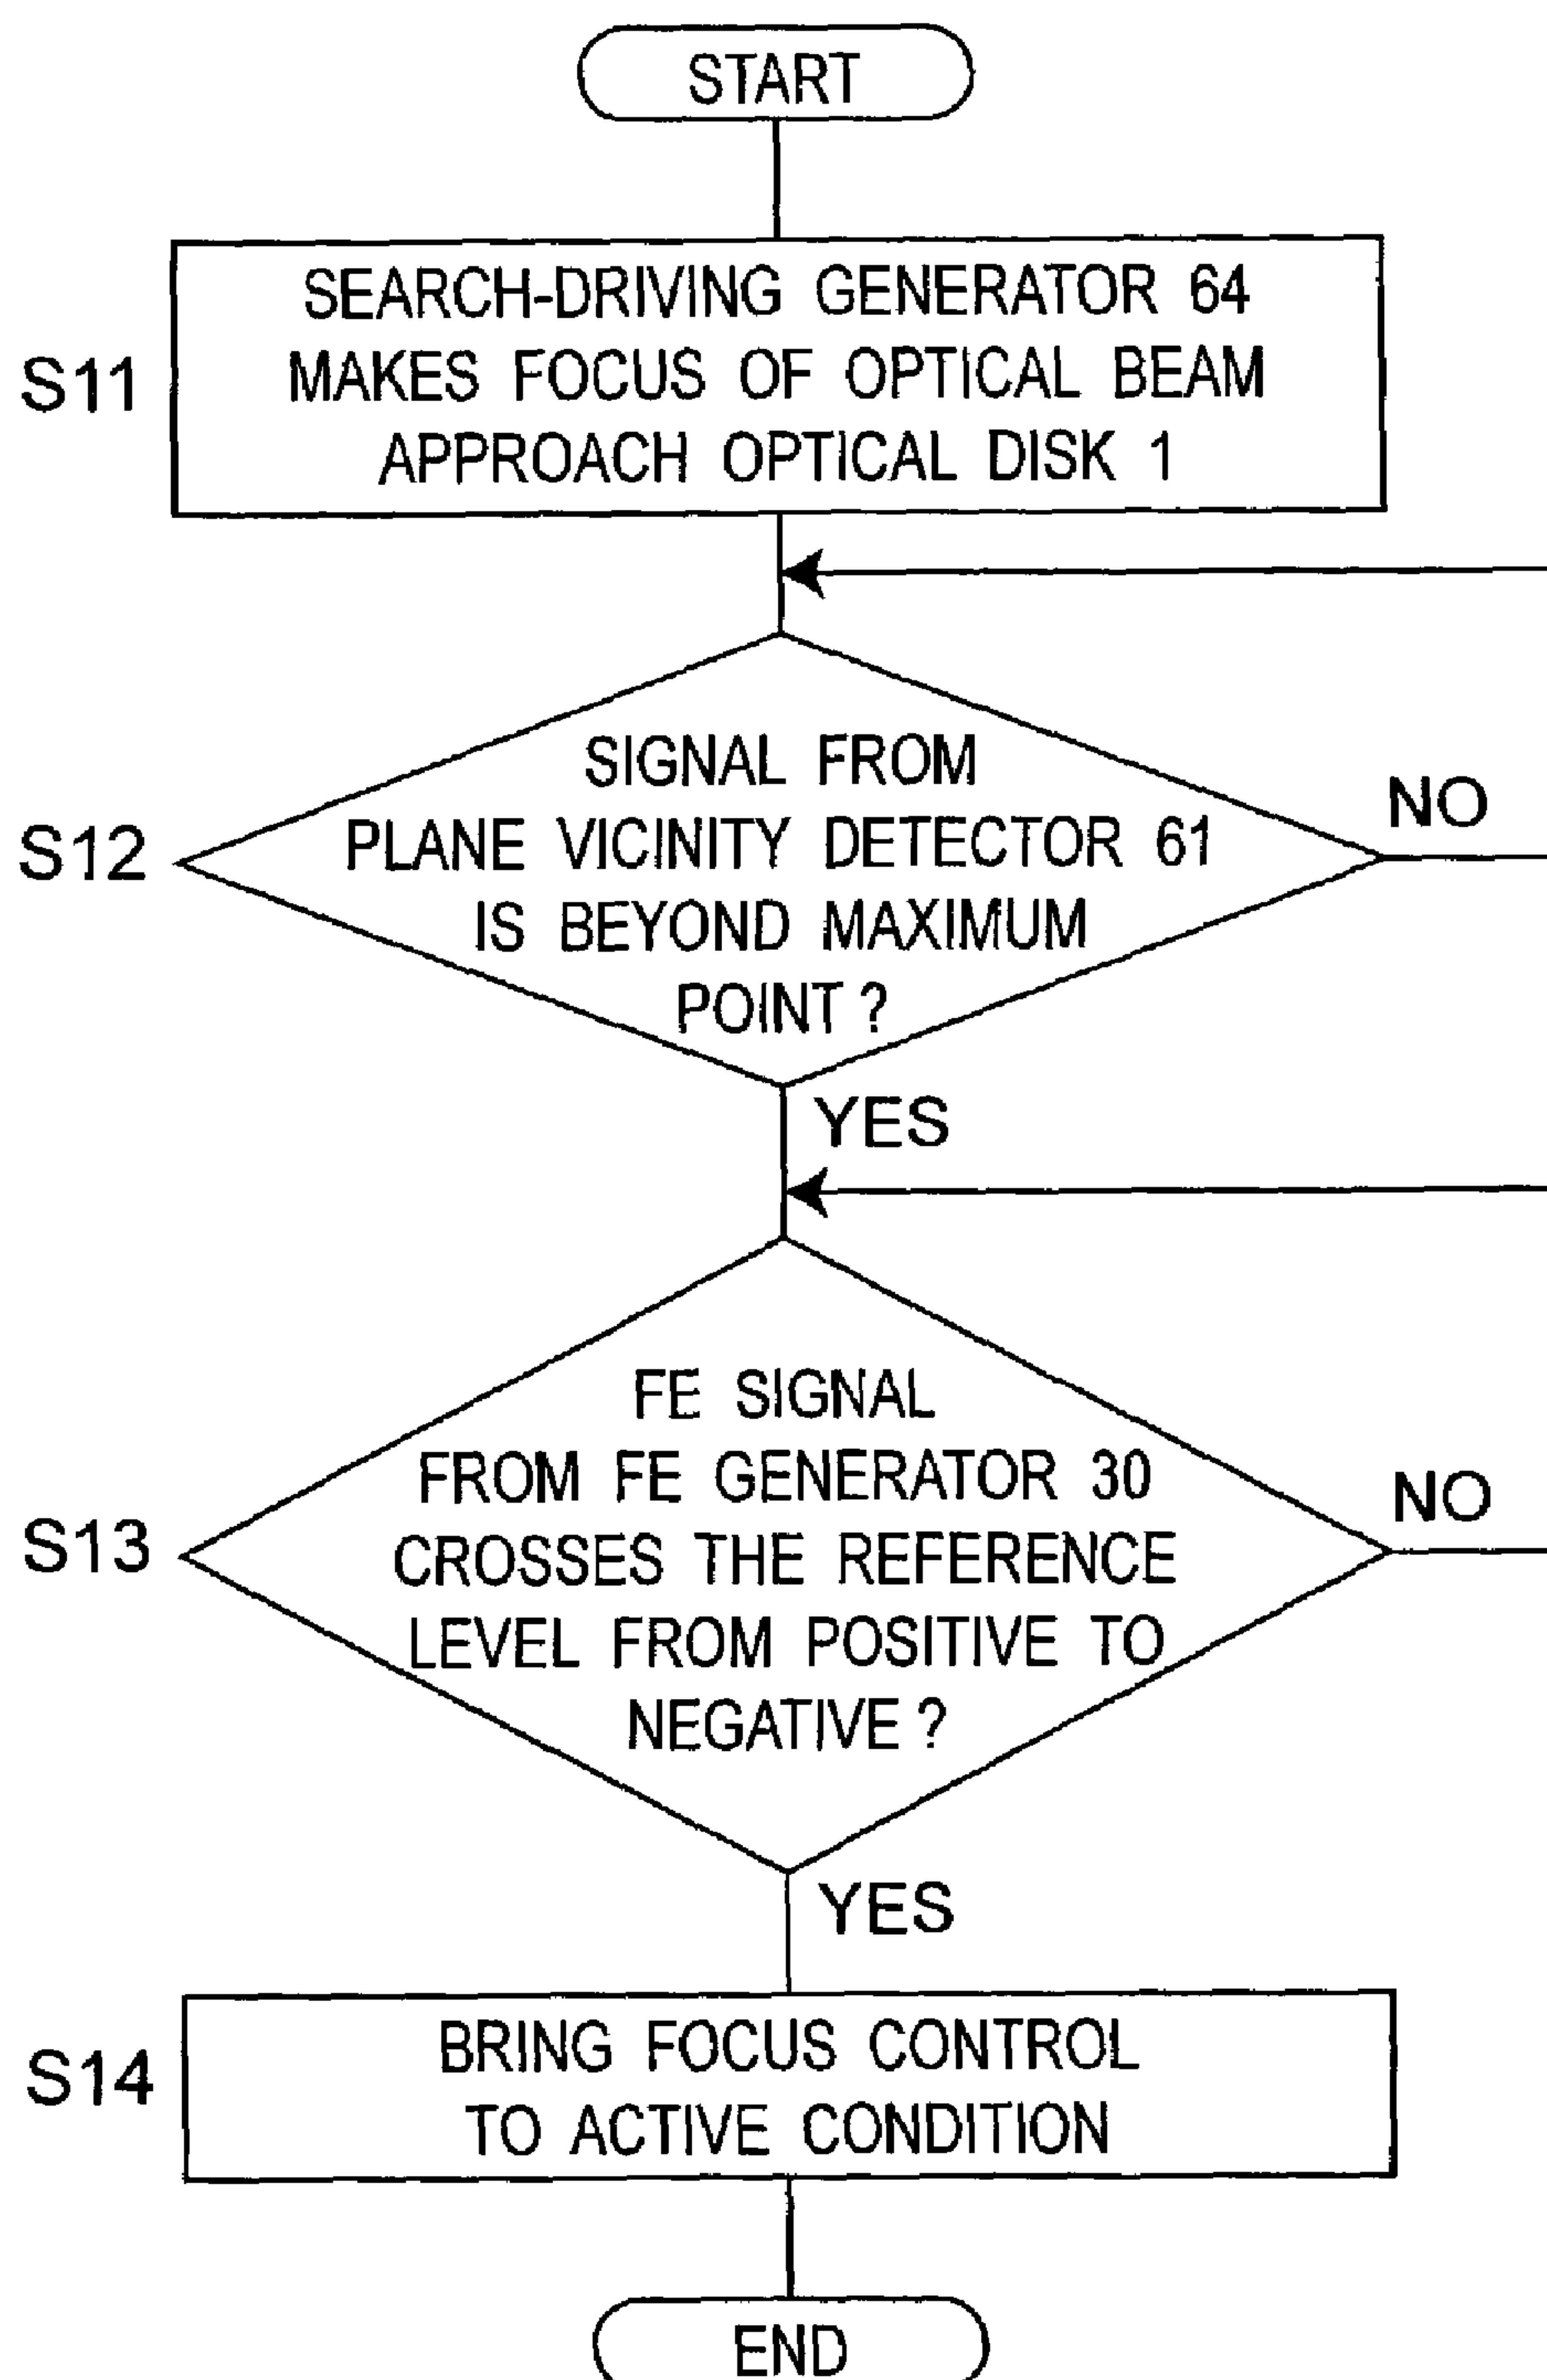 START
S11
SEARCH-DRIVING GENERATOR 64
MAKES FOCUS OF OPTICAL BEAM
APPROACH OPTICAL DISK 1
S12
SIGNAL FROM
PLANE VICINITY DETECTOR 61
IS BEYOND MAXIMUM
POINT ?
NO
YES
S13
FE SIGNAL
FROM FE GENERATOR 30
CROSSES THE REFERENCE
LEVEL FROM POSITIVE TO
NEGATIVE ?
NO
YES
S14
BRING FOCUS CONTROL
TO ACTIVE CONDITION
END